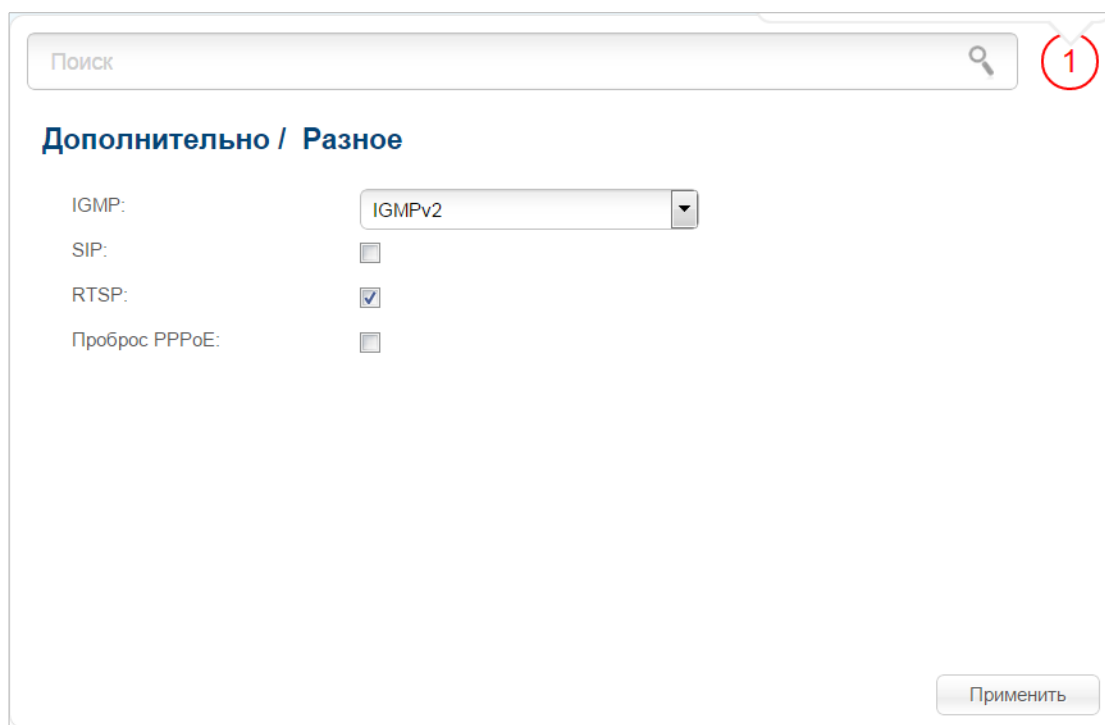 Поиск
1
Дополнительно / Разное
IGMP: IGMPv2
SIP:
RTSP:
Проброс PPPoE:
Применить